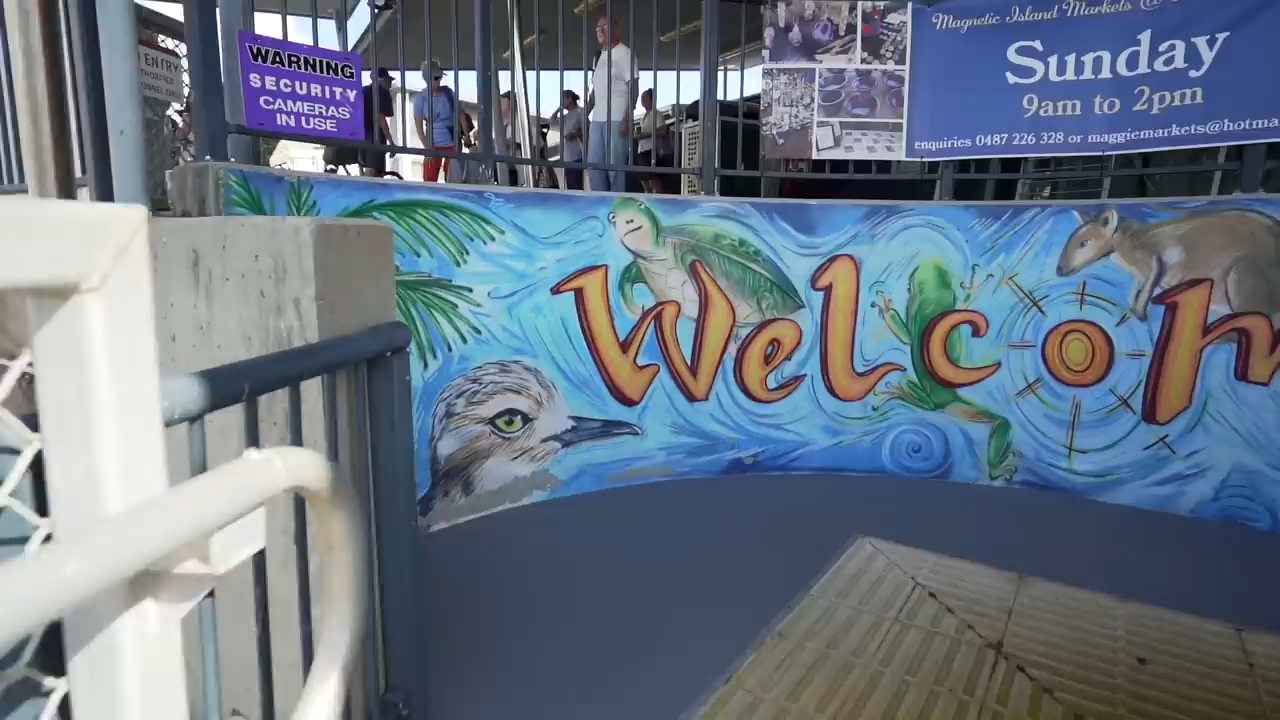 ENTRY
WARNING
SECURITY
CAMERAS
IN USE
Magnetic Island Markets @
Sunday
9am to 2pm
enquiries 0487 226 328 or maggiemarkets@hotma
Welcom